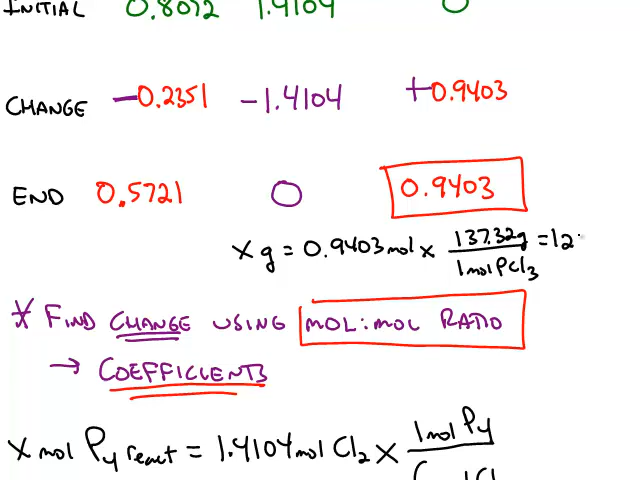 INITIAL 0.8072 1.4104 0
CHANGE -0.2351 -1.4104 +0.9403
END 0.5721 0 0.9403
X g = 0.9403 mol x 137.32g / 1 mol PCl3 = 12
* FIND CHANGE USING MOL:MOL RATIO
→ COEFFICIENTS
X mol P4 react = 1.4104 mol Cl2 x 1 mol P4